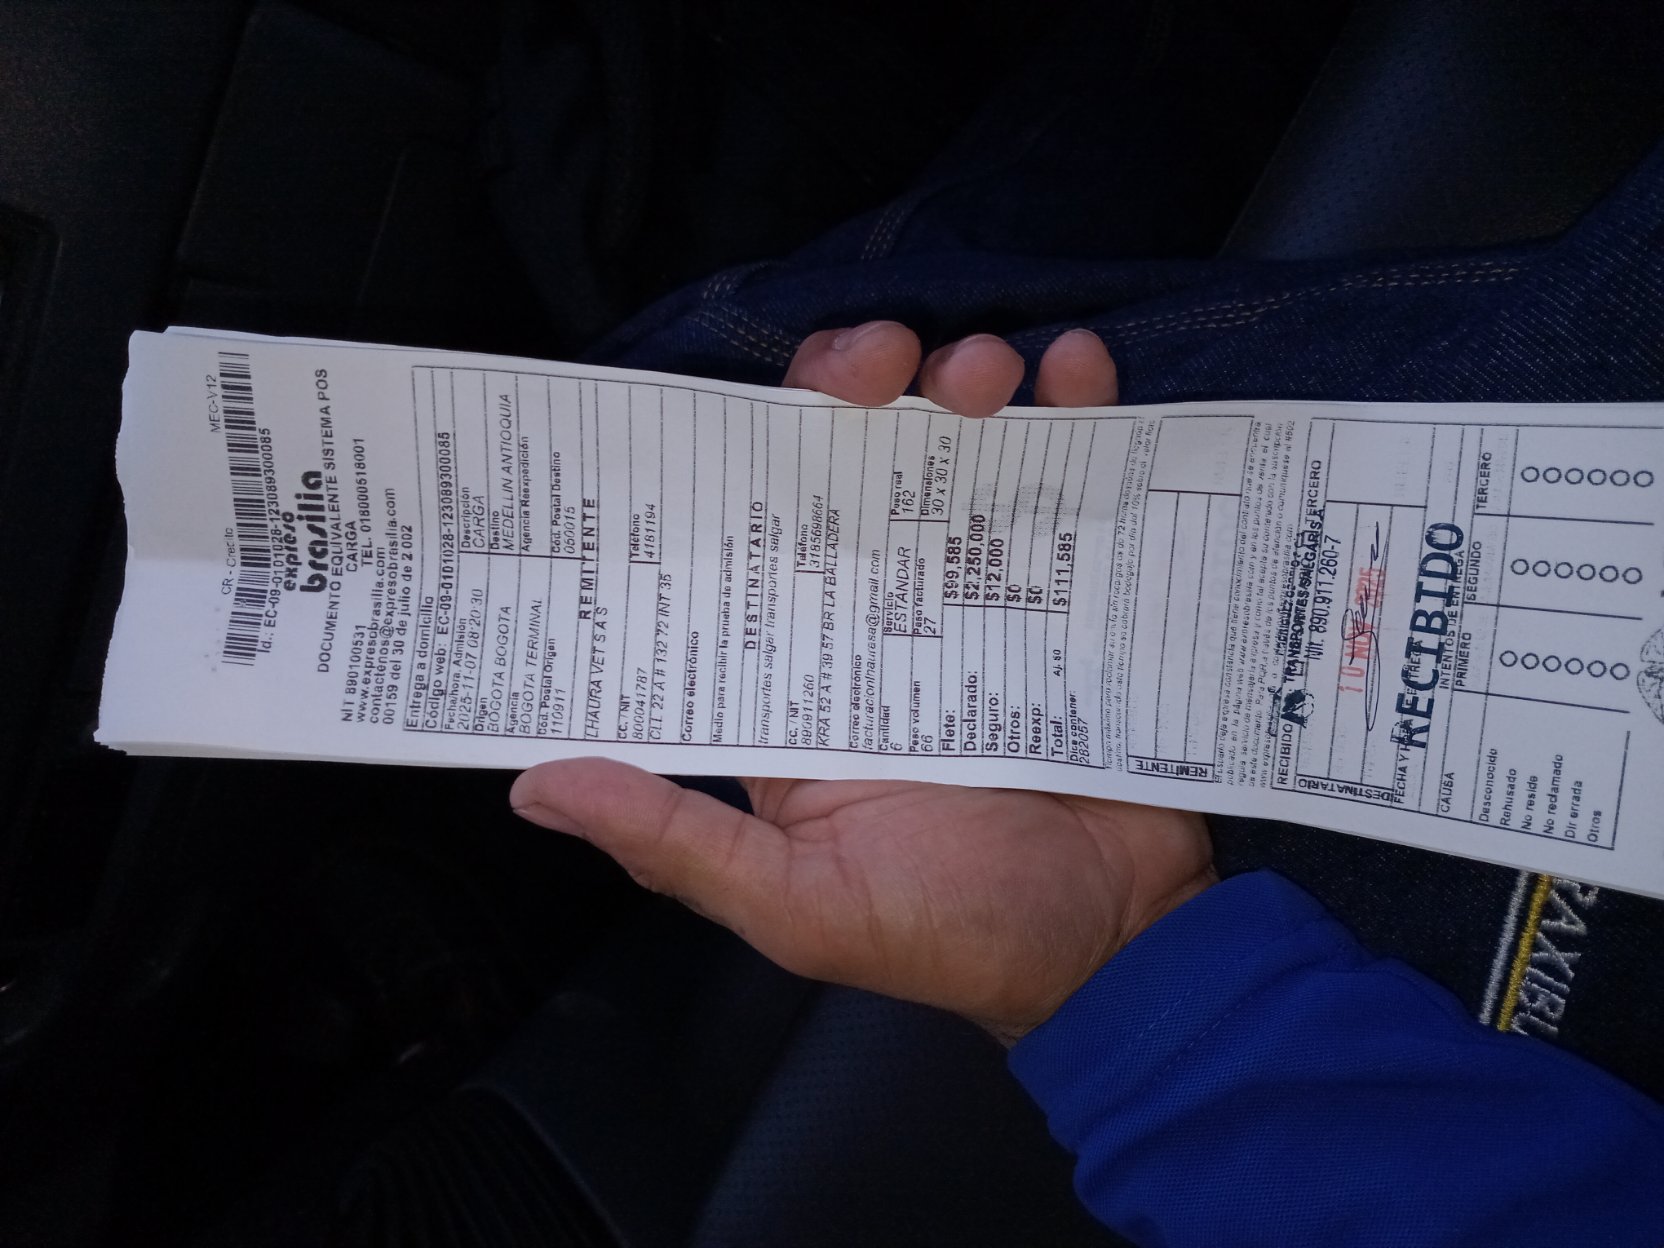 MEC-V12
CR - Credito
Id.: EC-09-0101028-123089300085
expreso
brasilia
DOCUMENTO EQUIVALENTE SISTEMA POS
NIT 890100531 CARGA
www.expresobrasilia.com TEL. 018000518001
contactenos@expresobrasilia.com
00159 del 30 de julio de 2 002
Entrega a domicilio
Código web: EC-09-0101028-123089300085
Fecha/hora. Admisión Descripción
2025-11-07 08:20:30 CARGA
Origen Destino
BOGOTA BOGOTA MEDELLIN ANTIOQUIA
Agencia Agencia Reexpedición
BOGOTA TERMINAL
Cód. Postal Origen Cód. Postal Destino
110911 050015
REMITENTE
LHAURA VET S A S
CC. / NIT Teléfono
800041787 4181194
CLL 22 A # 132 72 INT 35
Correo electrónico
Medio para recibir la prueba de admisión
DESTINATARIO
transportes salgar transportes salgar
CC. / NIT Teléfono
890911260 3185698664
KRA 52 A # 39 57 BR LA BALLADERA
Correo electrónico
facturacionlhaurasa@gmail.com
Cantidad Servicio Peso real
6 ESTANDAR 162
Peso volumen Peso facturado Dimensiones
66 27 30 x 30 x 30
Flete: $99,585
Declarado: $2,250,000
Seguro: $12,000
Otros: $0
Reexp: $0
Total: Aj. $0 $111,585
Dice contener:
282057
REMITENTE
RECIBIDO
TERCERO
TRANSPORTES SALGAR S.A
Nit. 890.911.260-7
10 NOV 2025
DESTINATARIO
RECIBIDO
CAUSA INTENTOS DE ENTREGA
PRIMERO SEGUNDO TERCERO
Desconocido
Rehusado
No reside
No reclamado
Dir errada
Otros